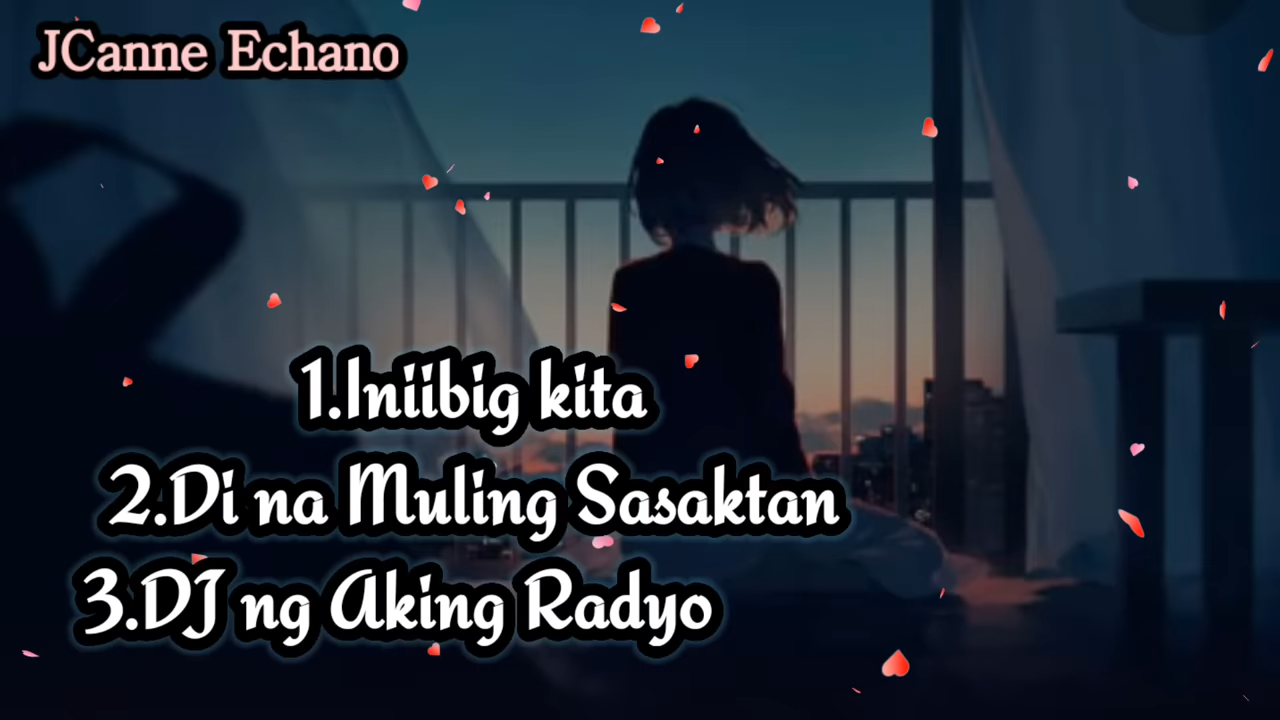 JCanne Echano
1.Iniibig kita
2.Di na Muling Sasaktan
3.DJ ng Aking Radyo